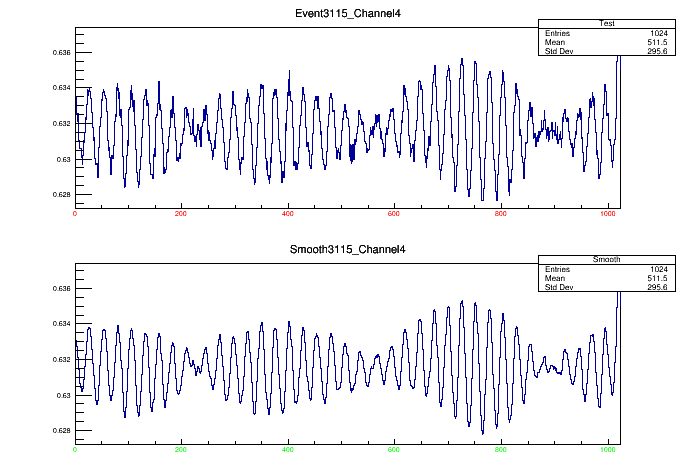 Event3115_Channel4
Test
Entries 1024
Mean 511.5
Std Dev 295.6
0.636
0.634
0.632
0.63
0.628
0 200 400 600 800 1000
Smooth3115_Channel4
Smooth
Entries 1024
Mean 511.5
Std Dev 295.6
0.636
0.634
0.632
0.63
0.628
0 200 400 600 800 1000